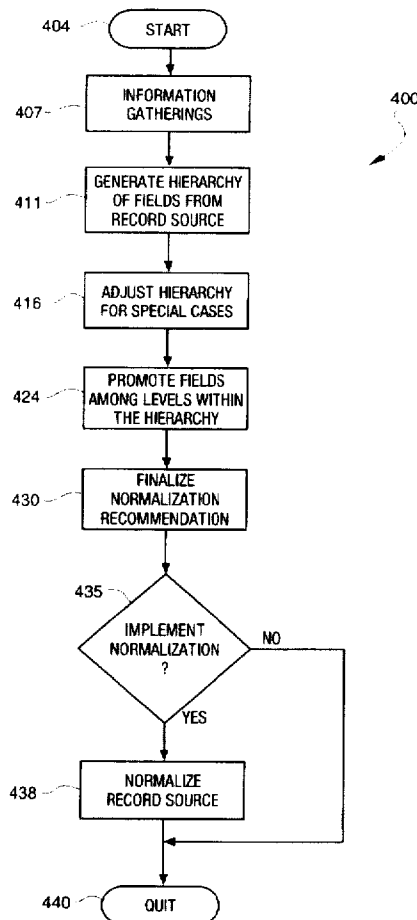 404
START
400
407
INFORMATION
GATHERINGS
411
GENERATE HIERARCHY
OF FIELDS FROM
RECORD SOURCE
416
ADJUST HIERARCHY
FOR SPECIAL CASES
424
PROMOTE FIELDS
AMONG LEVELS WITHIN
THE HIERARCHY
430
FINALIZE
NORMALIZATION
RECOMMENDATION
435
IMPLEMENT
NORMALIZATION
?
NO
YES
438
NORMALIZE
RECORD SOURCE
440
QUIT